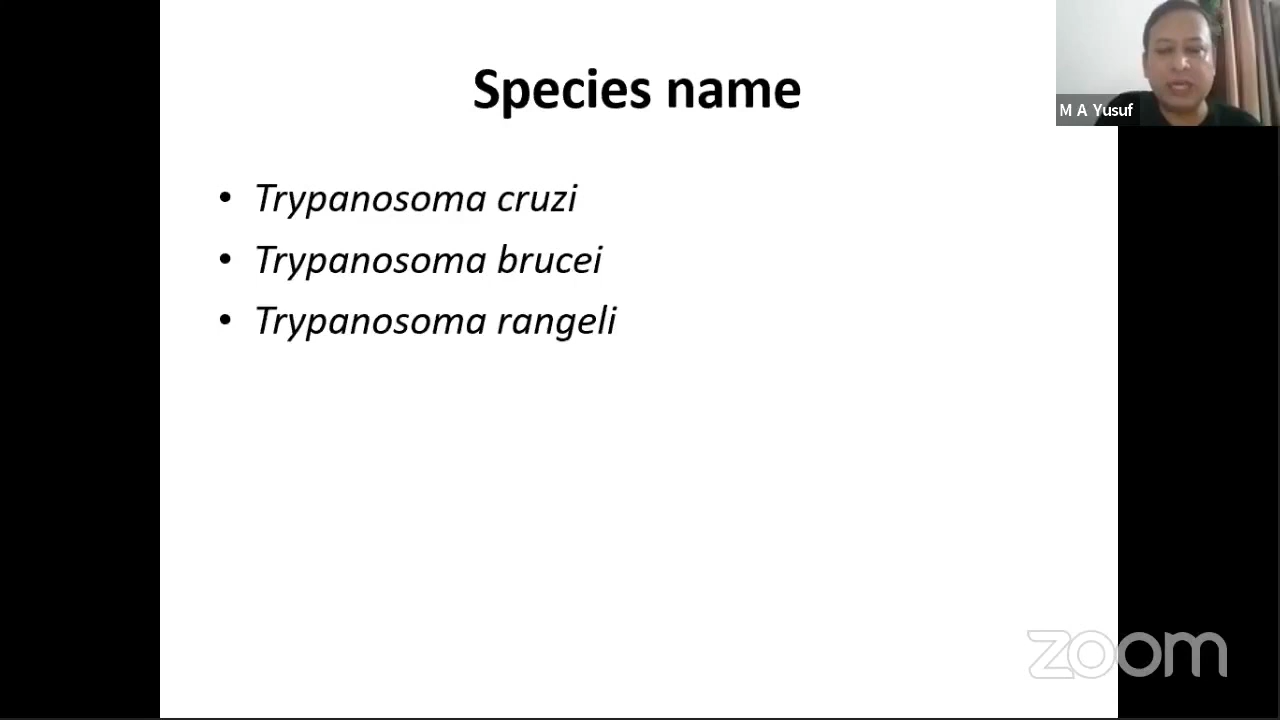 Species name
M A Yusuf
• Trypanosoma cruzi
• Trypanosoma brucei
• Trypanosoma rangeli
zoom